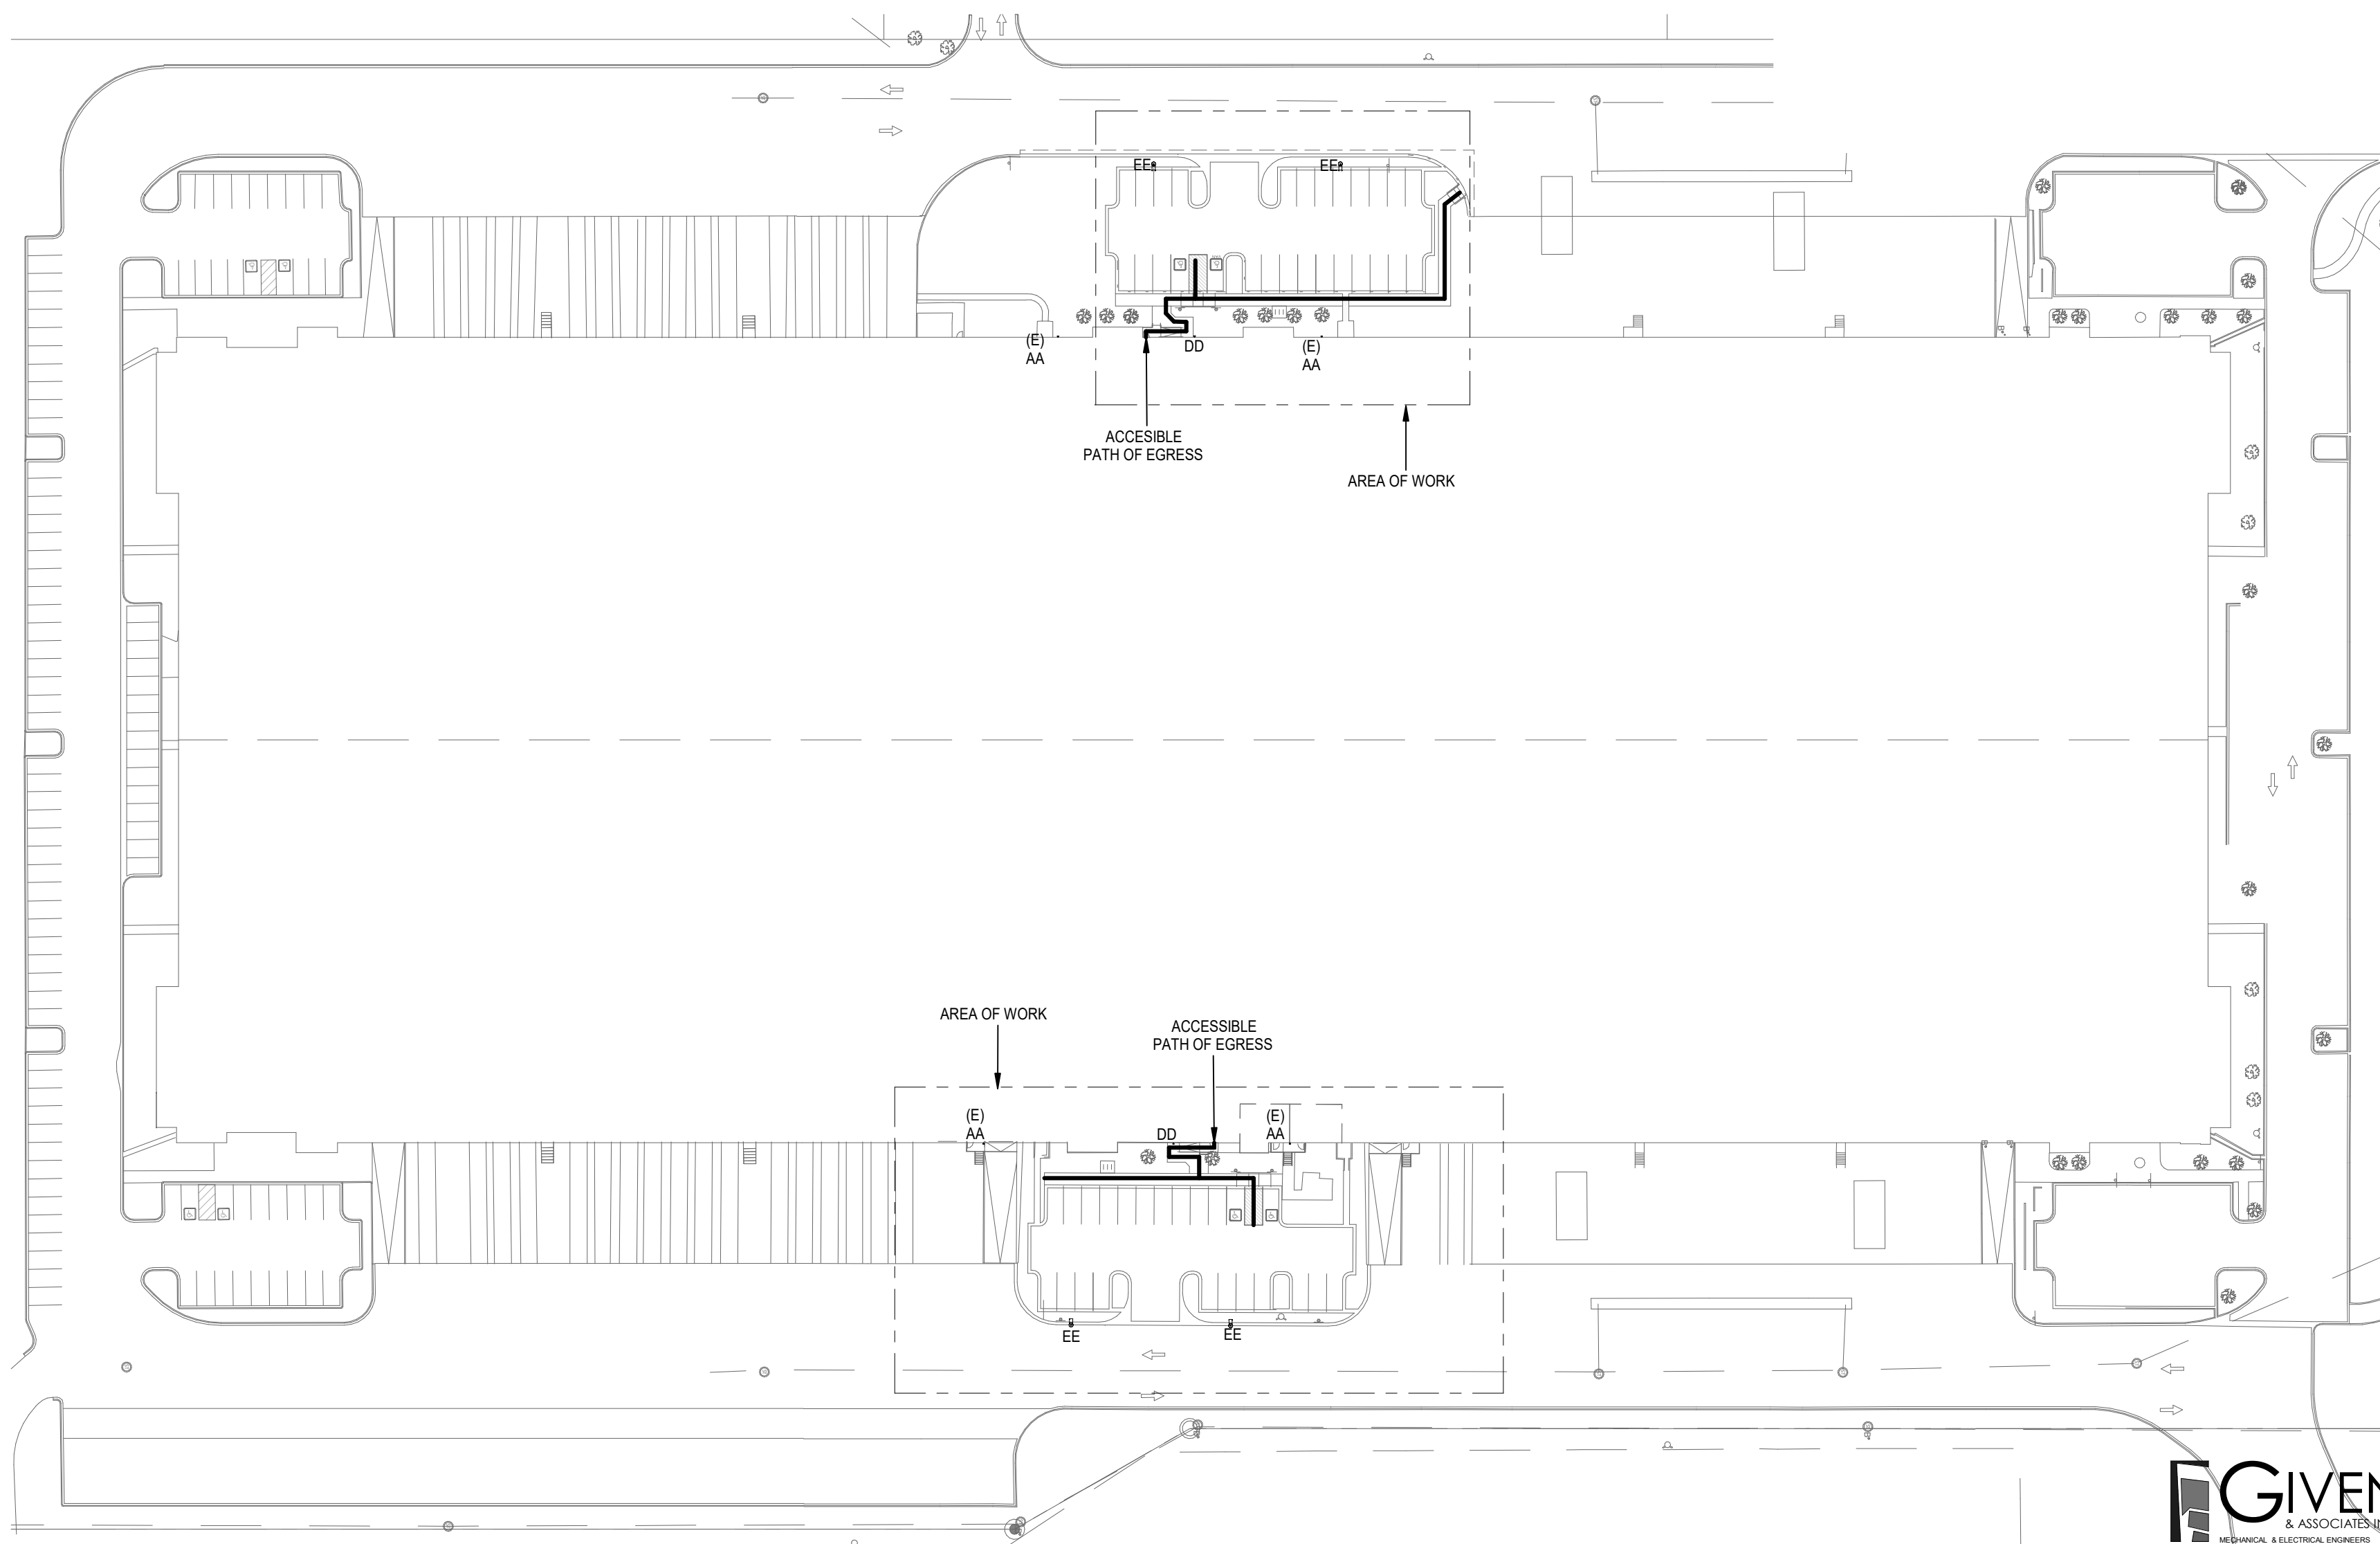 EE
EE
(E)
AA
DD
(E)
AA
ACCESIBLE
PATH OF EGRESS
AREA OF WORK
AREA OF WORK
ACCESSIBLE
PATH OF EGRESS
(E)
AA
DD
(E)
AA
EE
EE
GIVEN
& ASSOCIATES IN
MECHANICAL & ELECTRICAL ENGINEERS